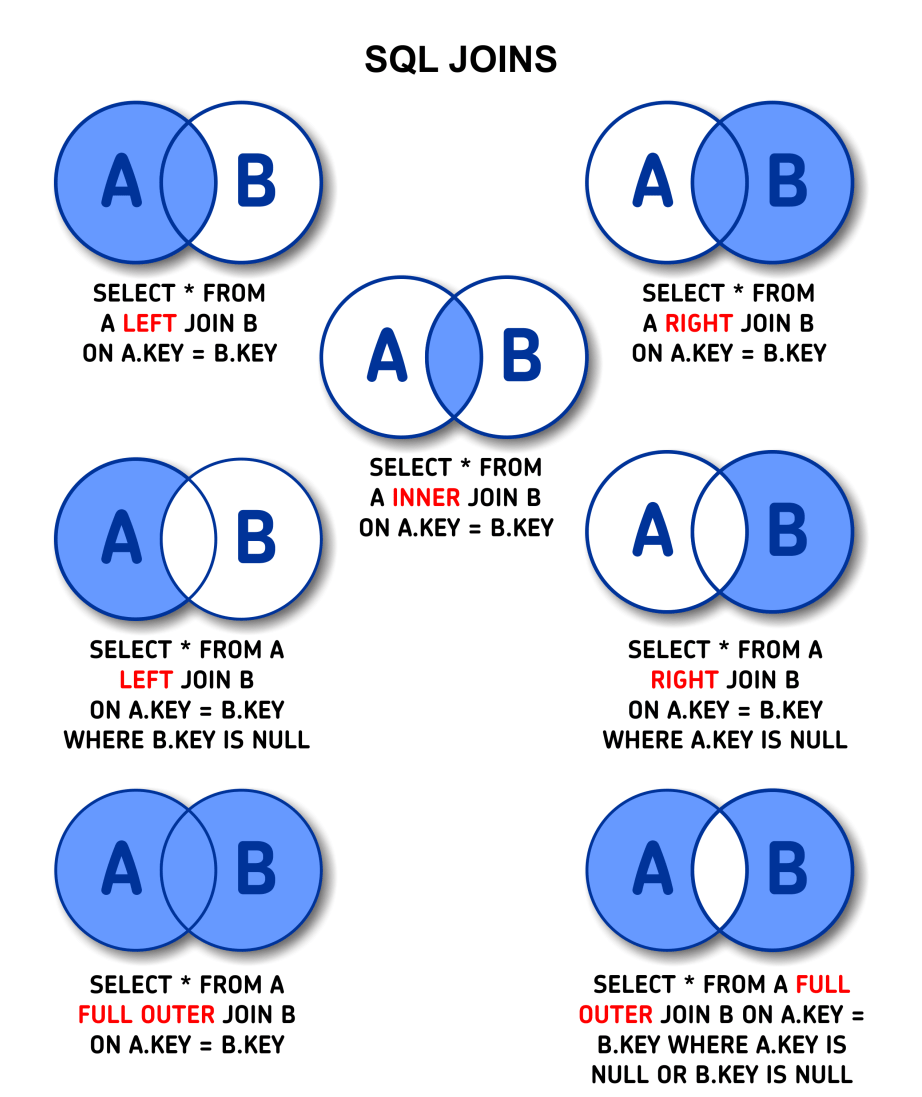 SQL JOINS
A B
SELECT * FROM
A LEFT JOIN B
ON A.KEY = B.KEY
A B
SELECT * FROM
A RIGHT JOIN B
ON A.KEY = B.KEY
A B
SELECT * FROM
A INNER JOIN B
ON A.KEY = B.KEY
A B
SELECT * FROM A
LEFT JOIN B
ON A.KEY = B.KEY
WHERE B.KEY IS NULL
A B
SELECT * FROM A
RIGHT JOIN B
ON A.KEY = B.KEY
WHERE A.KEY IS NULL
A B
SELECT * FROM A
FULL OUTER JOIN B
ON A.KEY = B.KEY
A B
SELECT * FROM A FULL
OUTER JOIN B ON A.KEY =
B.KEY WHERE A.KEY IS
NULL OR B.KEY IS NULL